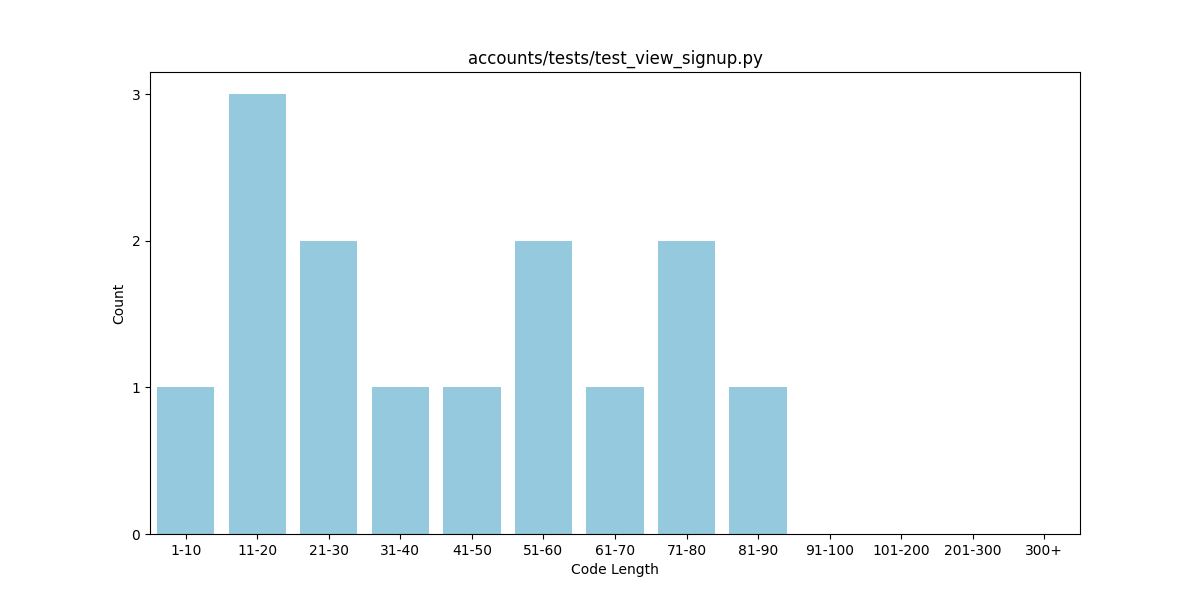 accounts/tests/test_view_signup.py
Count
3
2
1
0
1-10 11-20 21-30 31-40 41-50 51-60 61-70 71-80 81-90 91-100 101-200 201-300 300+
Code Length